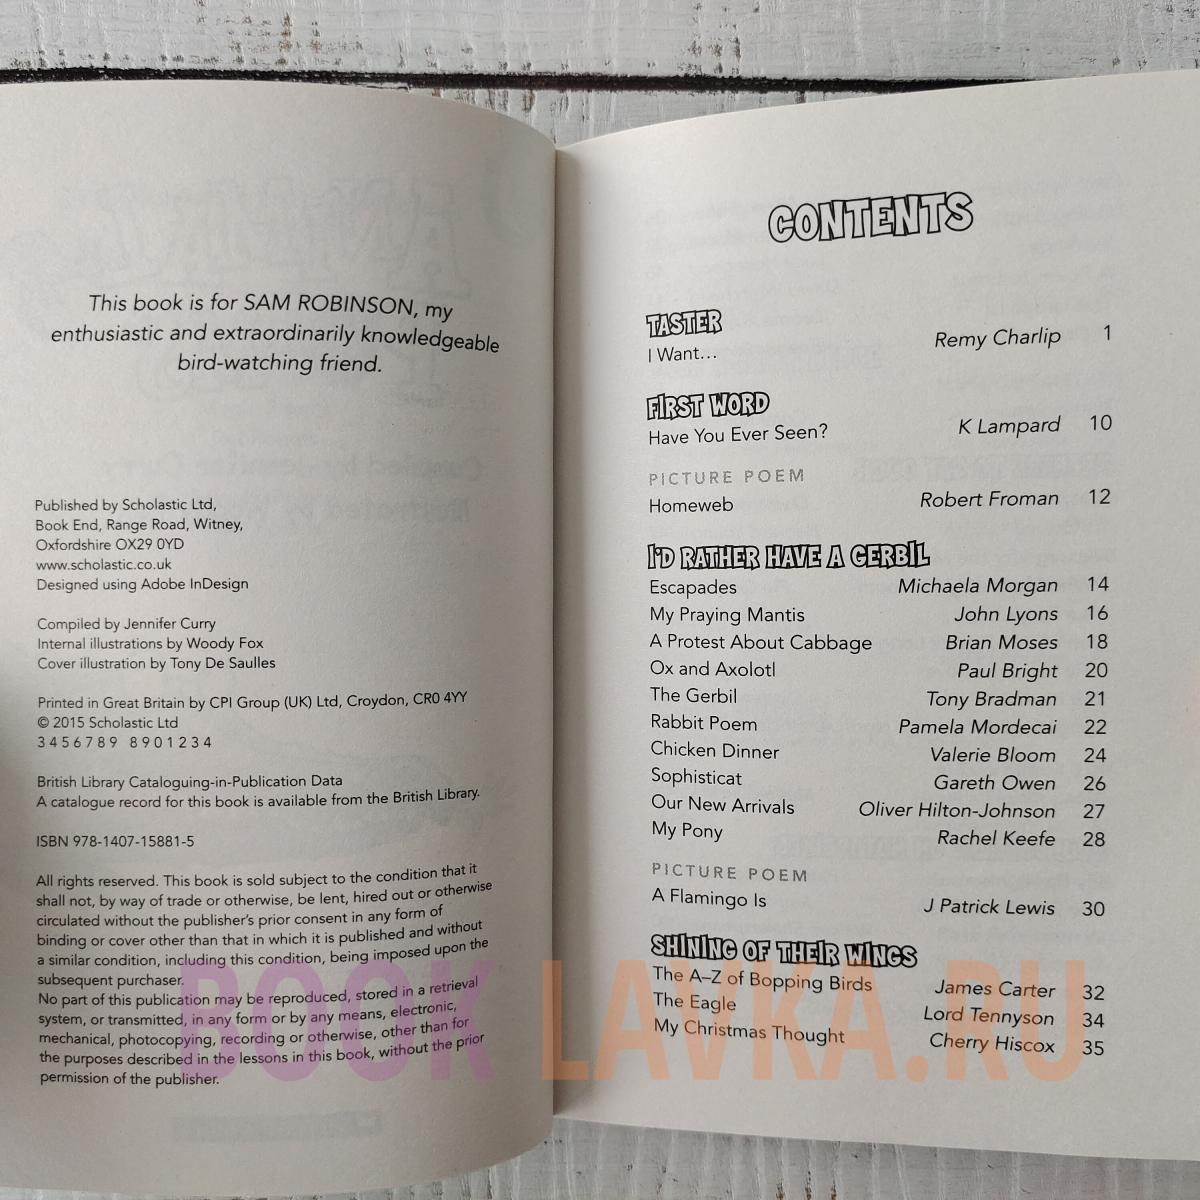 This book is for SAM ROBINSON, my
enthusiastic and extraordinarily knowledgeable
bird-watching friend.
Published by Scholastic Ltd,
Book End, Range Road, Witney,
Oxfordshire OX29 0YD
www.scholastic.co.uk
Designed using Adobe InDesign
Compiled by Jennifer Curry
Internal illustrations by Woody Fox
Cover illustration by Tony De Saulles
Printed in Great Britain by CPI Group (UK) Ltd, Croydon, CR0 4YY
© 2015 Scholastic Ltd
3 4 5 6 7 8 9   8 9 0 1 2 3 4
British Library Cataloguing-in-Publication Data
A catalogue record for this book is available from the British Library.
ISBN 978-1407-15881-5
All rights reserved. This book is sold subject to the condition that it
shall not, by way of trade or otherwise, be lent, hired out or otherwise
circulated without the publisher's prior consent in any form of
binding or cover other than that in which it is published and without
a similar condition, including this condition, being imposed upon the
subsequent purchaser.
No part of this publication may be reproduced, stored in a retrieval
system, or transmitted, in any form or by any means, electronic,
mechanical, photocopying, recording or otherwise, other than for
the purposes described in the lessons in this book, without the prior
permission of the publisher.
CONTENTS
TASTER
I Want... Remy Charlip 1
FIRST WORD
Have You Ever Seen? K Lampard 10
PICTURE POEM
Homeweb Robert Froman 12
I'D RATHER HAVE A GERBIL
Escapades Michaela Morgan 14
My Praying Mantis John Lyons 16
A Protest About Cabbage Brian Moses 18
Ox and Axolotl Paul Bright 20
The Gerbil Tony Bradman 21
Rabbit Poem Pamela Mordecai 22
Chicken Dinner Valerie Bloom 24
Sophisticat Gareth Owen 26
Our New Arrivals Oliver Hilton-Johnson 27
My Pony Rachel Keefe 28
PICTURE POEM
A Flamingo Is J Patrick Lewis 30
SHINING OF THEIR WINGS
The A–Z of Bopping Birds James Carter 32
The Eagle Lord Tennyson 34
My Christmas Thought Cherry Hiscox 35
BOOK LAVKA.RU